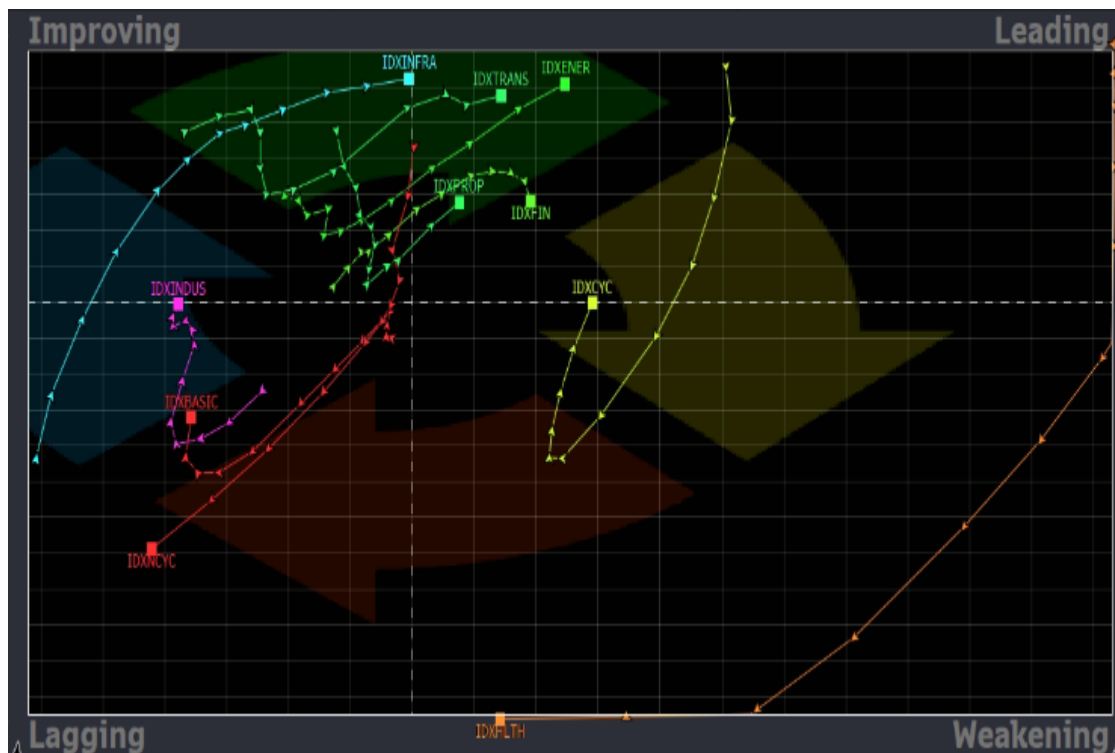 Improving
Leading
IDXINFRA
IDXTRANS
IDXENER
IDXPROP
IDXFIN
IDXINDUS
IDXCYC
IDXBASIC
IDXNCYC
IDXHLTH
Lagging
Weakening